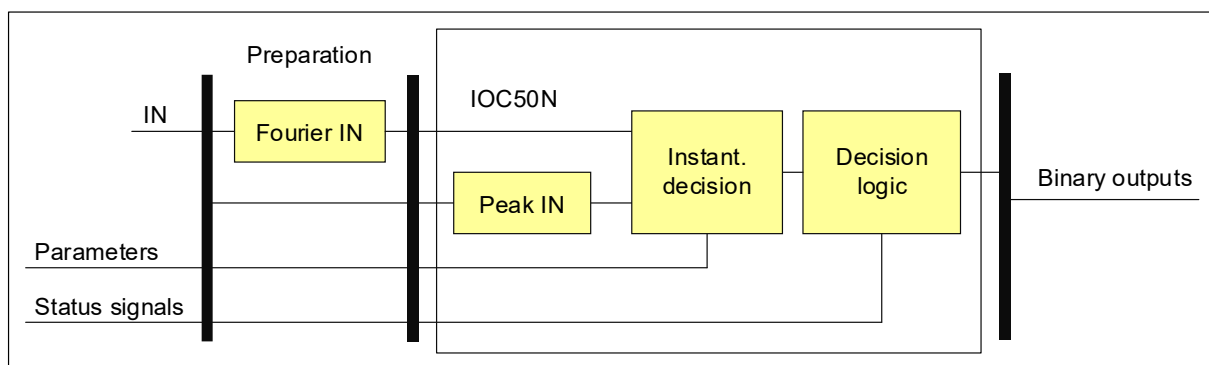 Preparation
IN
Fourier IN
IOC50N
Peak IN
Instant.
decision
Decision
logic
Binary outputs
Parameters
Status signals